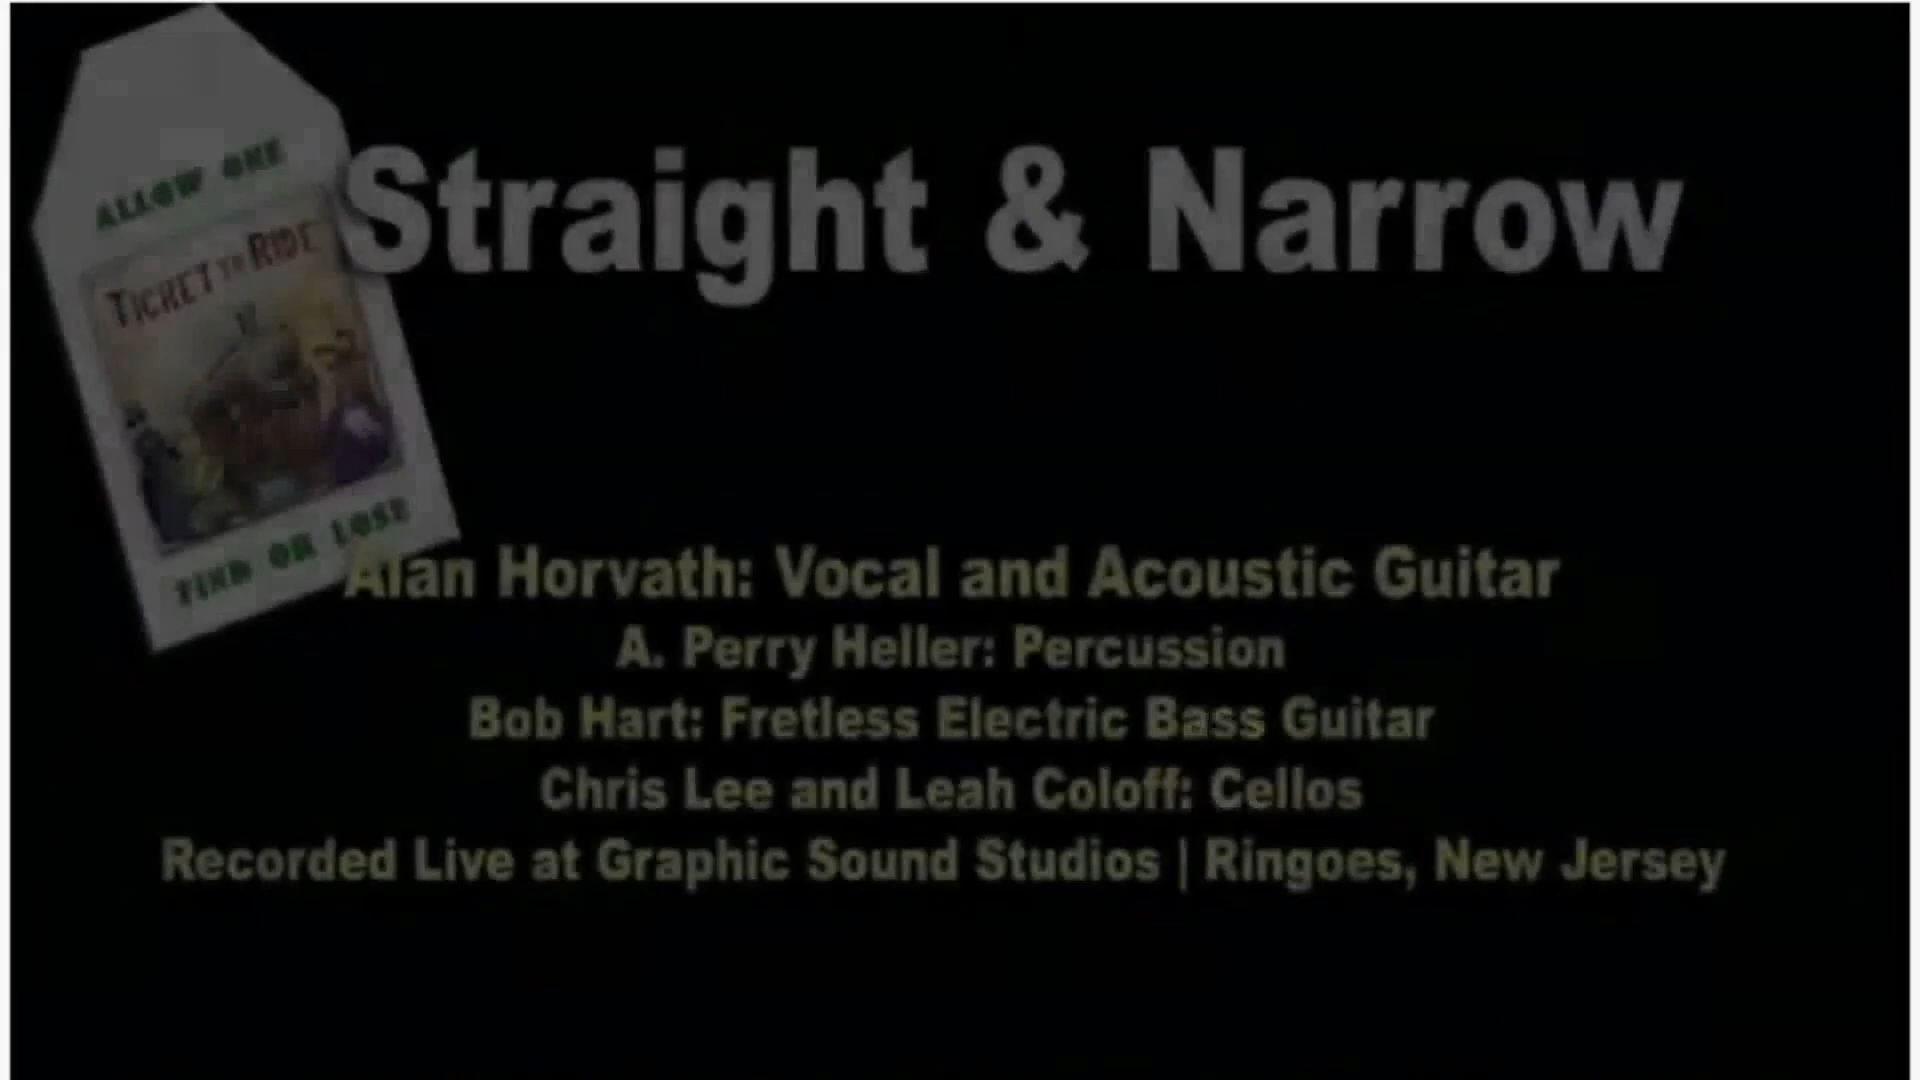 ALLOW ONE
TICKET TO RIDE
FIND OR LOSE
Straight & Narrow
Alan Horvath: Vocal and Acoustic Guitar
A. Perry Heller: Percussion
Bob Hart: Fretless Electric Bass Guitar
Chris Lee and Leah Coloff: Cellos
Recorded Live at Graphic Sound Studios | Ringoes, New Jersey